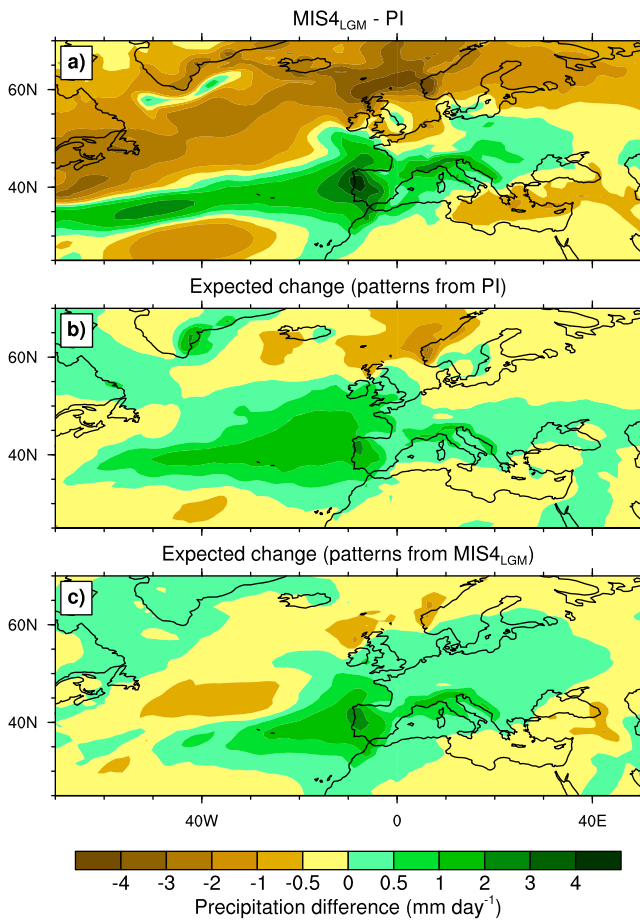 MIS4LGM - PI
a)
60N
40N
Expected change (patterns from PI)
b)
60N
40N
Expected change (patterns from MIS4LGM)
c)
60N
40N
40W 0 40E
-4 -3 -2 -1 -0.5 0 0.5 1 2 3 4
Precipitation difference (mm day-1)